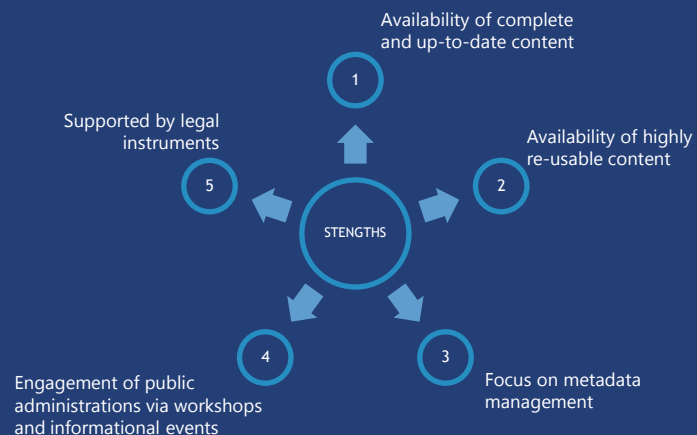 Availability of complete
and up-to-date content
1
Supported by legal
instruments
5
Availability of highly
re-usable content
2
STENGTHS
4
Engagement of public
administrations via workshops
and informational events
3
Focus on metadata
management